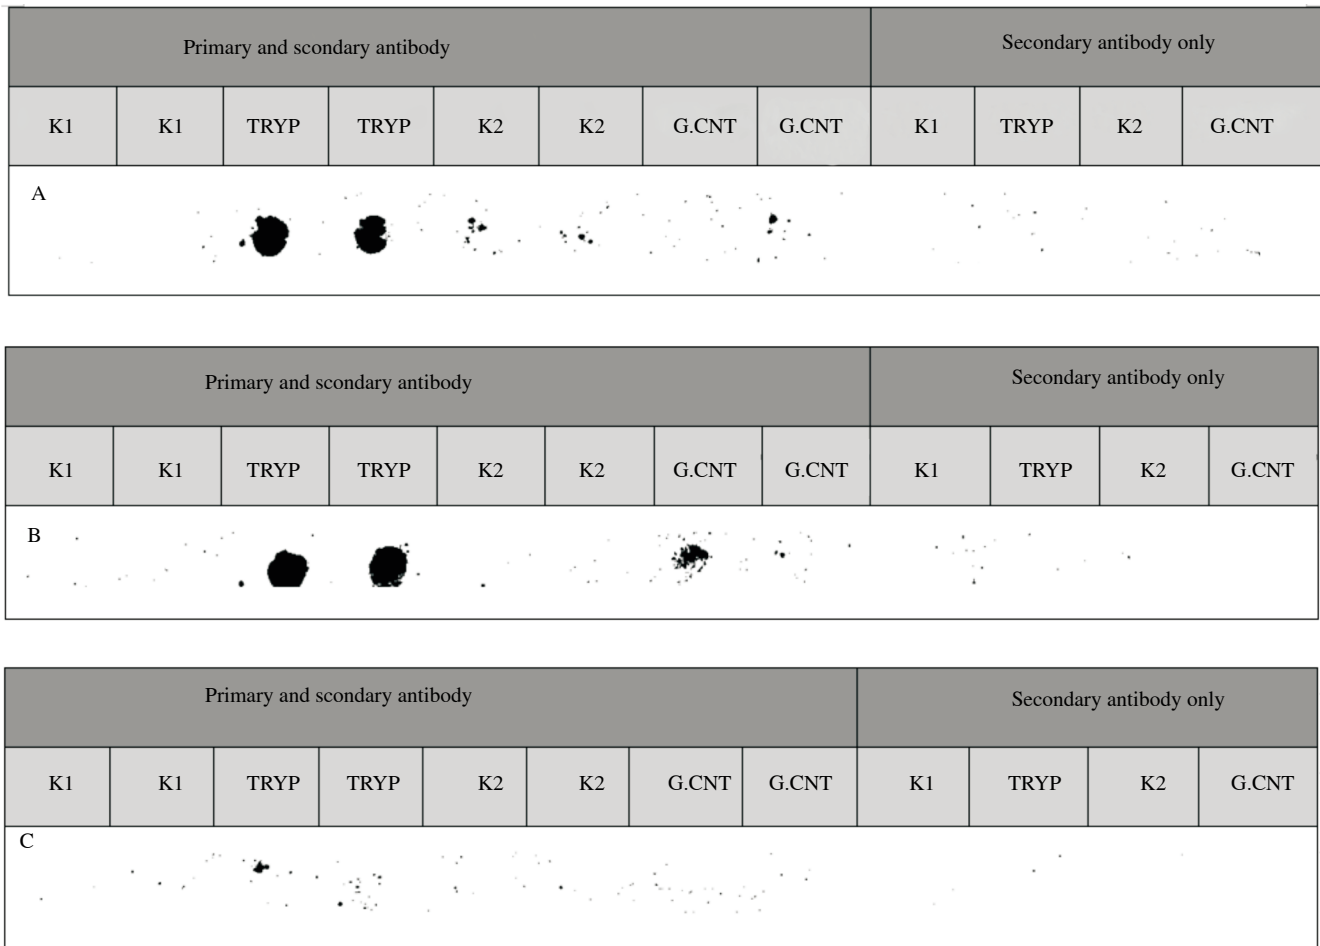 Primary and scondary antibody Secondary antibody only
K1 K1 TRYP TRYP K2 K2 G.CNT G.CNT K1 TRYP K2 G.CNT
A
Primary and scondary antibody Secondary antibody only
K1 K1 TRYP TRYP K2 K2 G.CNT G.CNT K1 TRYP K2 G.CNT
B
Primary and scondary antibody Secondary antibody only
K1 K1 TRYP TRYP K2 K2 G.CNT G.CNT K1 TRYP K2 G.CNT
C